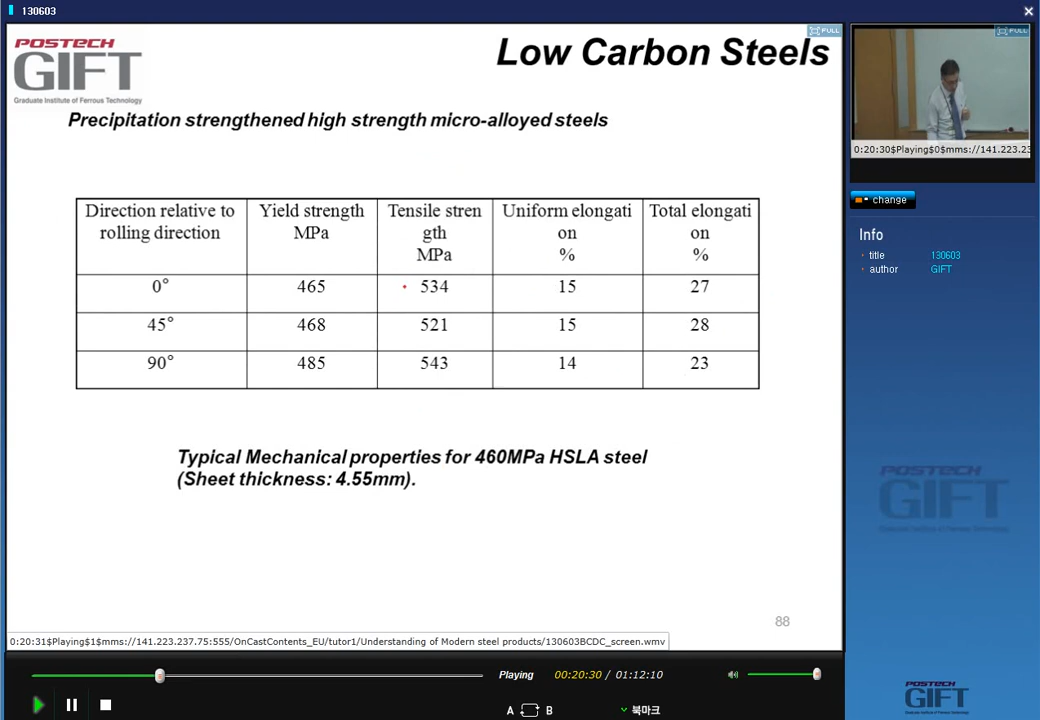 130603
POSTECH
GIFT
Graduate Institute of Ferrous Technology
FULL
Low Carbon Steels
Precipitation strengthened high strength micro-alloyed steels
Direction relative to rolling direction Yield strength MPa Tensile stren gth MPa Uniform elongati on % Total elongati on %
0° 465 534 15 27
45° 468 521 15 28
90° 485 543 14 23
Typical Mechanical properties for 460MPa HSLA steel
(Sheet thickness: 4.55mm).
88
0:20:31$Playing$1$mms://141.223.237.75:555/OnCastContents_EU/tutor1/Understanding of Modern steel products/130603BCDC_screen.wmv
Playing 00:20:30 / 01:12:10
A B 북마크
FULL
0:20:30$Playing$0$mms://141.223.23
change
Info
title 130603
author GIFT
POSTECH
GIFT
POSTECH
GIFT